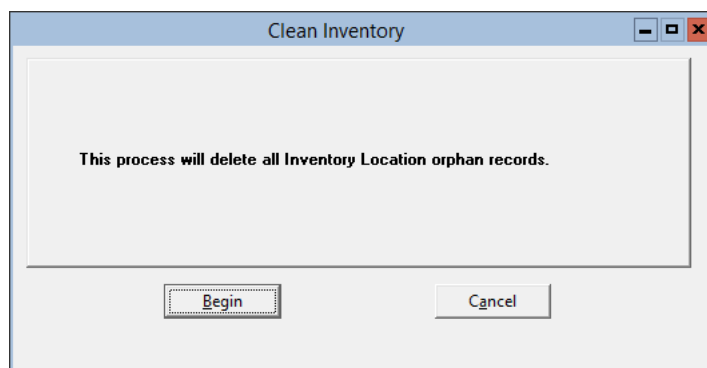 Clean Inventory
This process will delete all Inventory Location orphan records.
Begin
Cancel